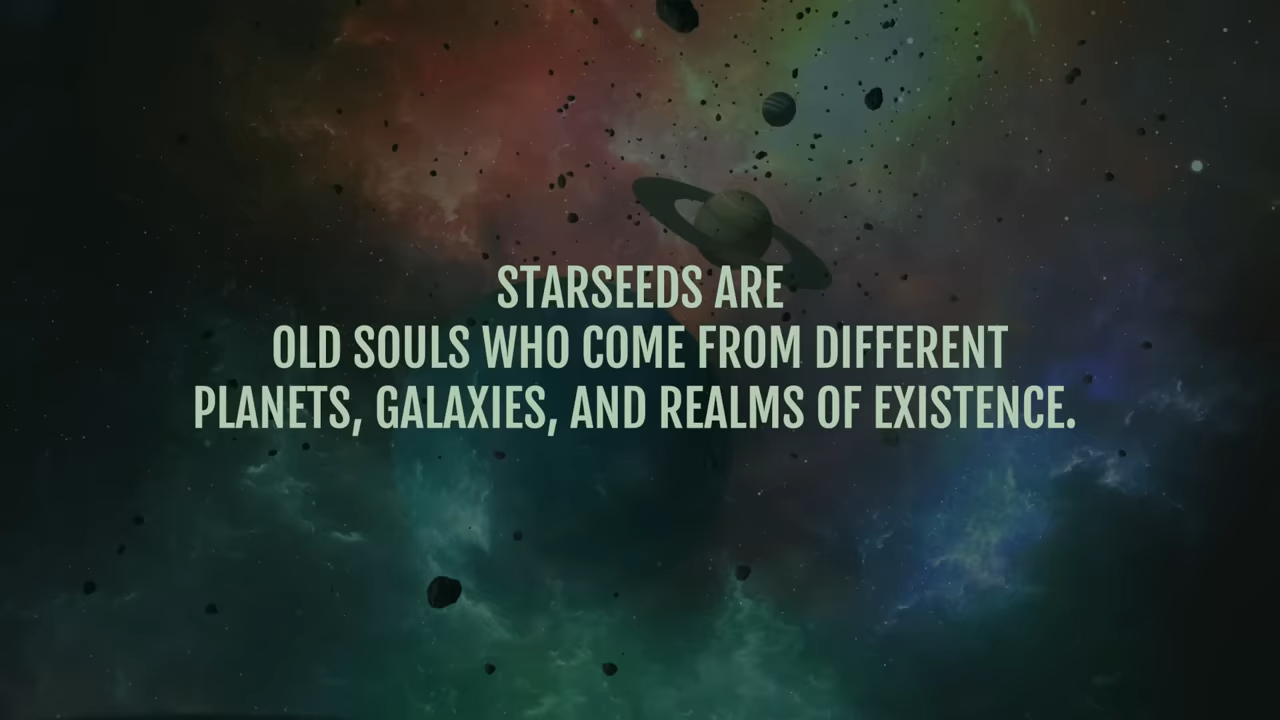 STARSEEDS ARE
OLD SOULS WHO COME FROM DIFFERENT
PLANETS, GALAXIES, AND REALMS OF EXISTENCE.